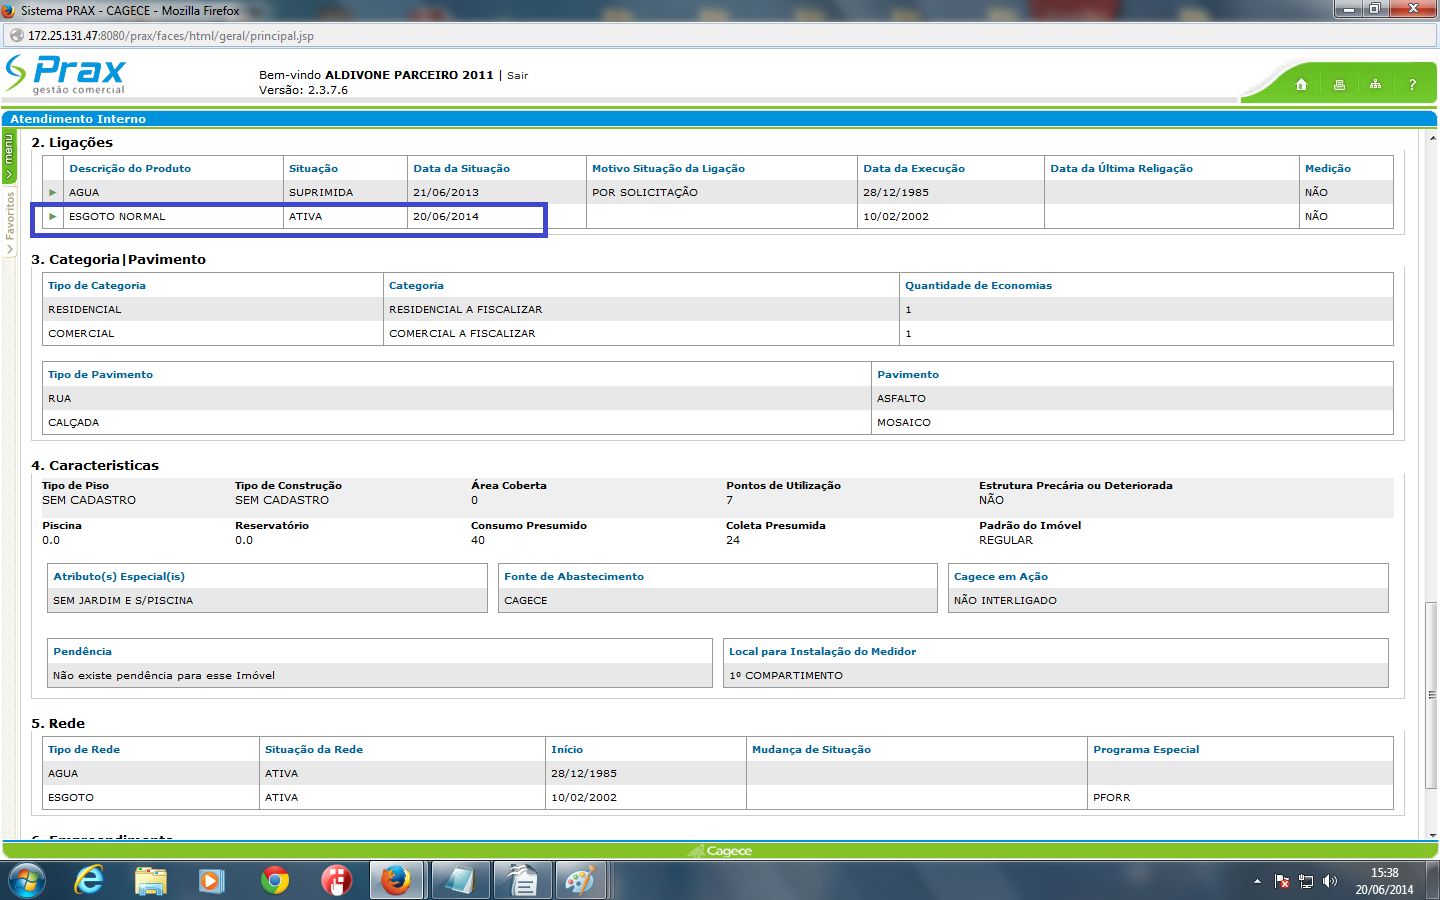 Sistema PRAX - CAGECE - Mozilla Firefox
172.25.131.47:8080/prax/faces/html/geral/principal.jsp
Prax
gestão comercial
Bem-vindo ALDIVONE PARCEIRO 2011 | Sair
Versão: 2.3.7.6
?
Atendimento Interno
menu
Favoritos
2. Ligações
Descrição do Produto Situação Data da Situação Motivo Situação da Ligação Data da Execução Data da Última Religação Medição
AGUA SUPRIMIDA 21/06/2013 POR SOLICITAÇÃO 28/12/1985 NÃO
ESGOTO NORMAL ATIVA 20/06/2014 10/02/2002 NÃO
3. Categoria|Pavimento
Tipo de Categoria Categoria Quantidade de Economias
RESIDENCIAL RESIDENCIAL A FISCALIZAR 1
COMERCIAL COMERCIAL A FISCALIZAR 1
Tipo de Pavimento Pavimento
RUA ASFALTO
CALÇADA MOSAICO
4. Caracteristicas
Tipo de Piso Tipo de Construção Área Coberta Pontos de Utilização Estrutura Precária ou Deteriorada
SEM CADASTRO SEM CADASTRO 0 7 NÃO
Piscina Reservatório Consumo Presumido Coleta Presumida Padrão do Imóvel
0.0 0.0 40 24 REGULAR
Atributo(s) Especial(is) Fonte de Abastecimento Cagece em Ação
SEM JARDIM E S/PISCINA CAGECE NÃO INTERLIGADO
Pendência Local para Instalação do Medidor
Não existe pendência para esse Imóvel 1º COMPARTIMENTO
5. Rede
Tipo de Rede Situação da Rede Início Mudança de Situação Programa Especial
AGUA ATIVA 28/12/1985
ESGOTO ATIVA 10/02/2002 PFORR
6. Empreendimento
Cagece
15:38
20/06/2014